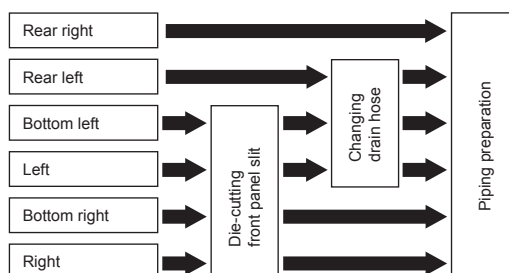 Rear right
Rear left
Bottom left
Left
Bottom right
Right
Die-cutting
front panel slit
Changing
drain hose
Piping preparation